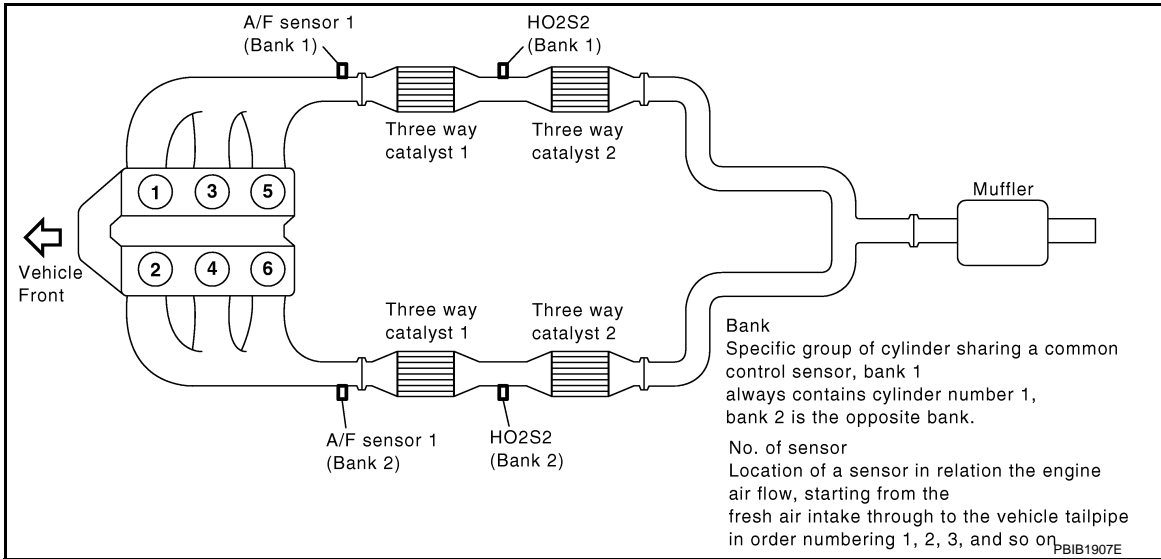 A/F sensor 1
(Bank 1)
HO2S2
(Bank 1)
Three way
catalyst 1
Three way
catalyst 2
1
3
5
Muffler
Vehicle
Front
2
4
6
Three way
catalyst 1
Three way
catalyst 2
A/F sensor 1
(Bank 2)
HO2S2
(Bank 2)
Bank
Specific group of cylinder sharing a common
control sensor, bank 1
always contains cylinder number 1,
bank 2 is the opposite bank.
No. of sensor
Location of a sensor in relation the engine
air flow, starting from the
fresh air intake through to the vehicle tailpipe
in order numbering 1, 2, 3, and so on
PBIB1907E